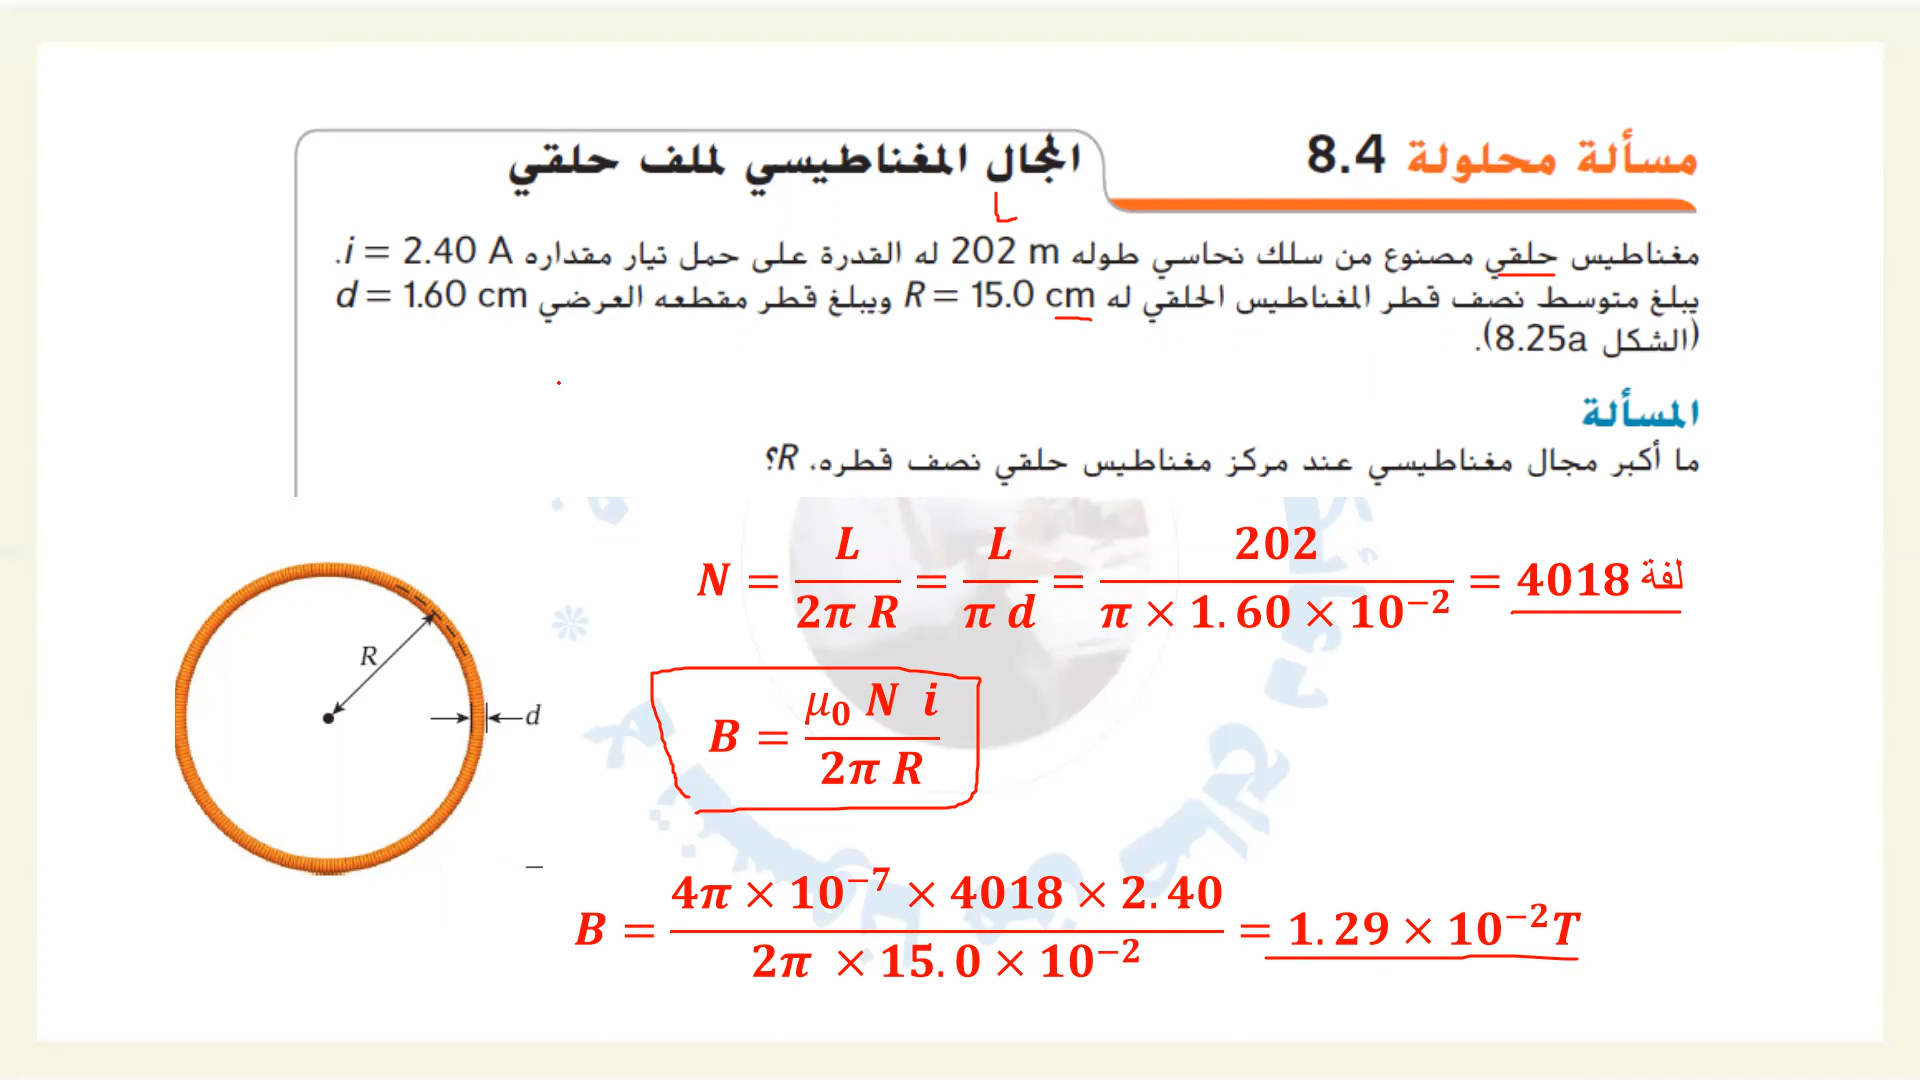 مسألة محلولة 8.4
المجال المغناطيسي لملف حلقي
L
مغناطيس حلقي مصنوع من سلك نحاسي طوله 202 m له القدرة على حمل تيار مقداره i = 2.40 A.
يبلغ متوسط نصف قطر المغناطيس الحلقي له R = 15.0 cm ويبلغ قطر مقطعه العرضي d = 1.60 cm
(الشكل 8.25a).
المسألة
ما أكبر مجال مغناطيسي عند مركز مغناطيس حلقي نصف قطره، R؟
N = L / 2π R = L / π d = 202 / π × 1.60 × 10⁻² = 4018 لفة
R
d
B = μ₀ N i / 2π R
B = 4π × 10⁻⁷ × 4018 × 2.40 / 2π × 15.0 × 10⁻² = 1.29 × 10⁻² T